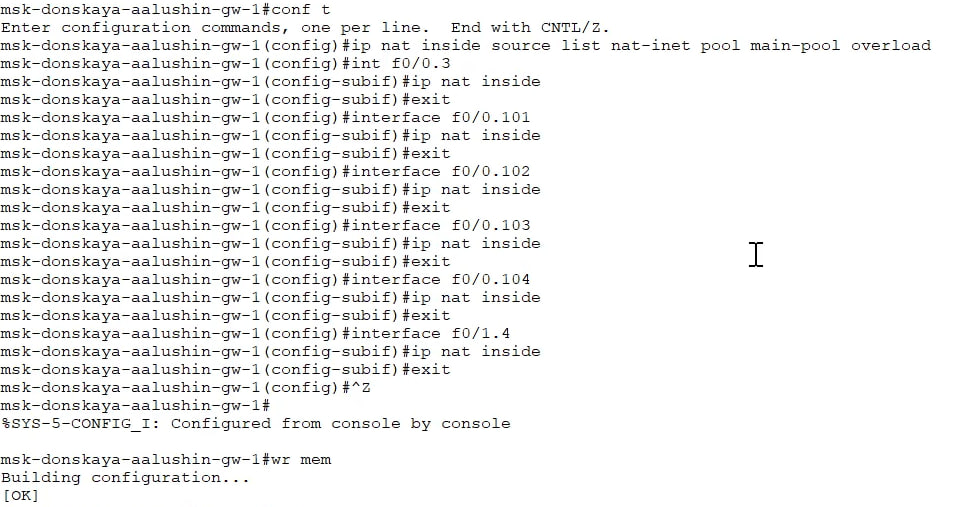 msk-donskaya-aalushin-gw-1#conf t
Enter configuration commands, one per line.  End with CNTL/Z.
msk-donskaya-aalushin-gw-1(config)#ip nat inside source list nat-inet pool main-pool overload
msk-donskaya-aalushin-gw-1(config)#int f0/0.3
msk-donskaya-aalushin-gw-1(config-subif)#ip nat inside
msk-donskaya-aalushin-gw-1(config-subif)#exit
msk-donskaya-aalushin-gw-1(config)#interface f0/0.101
msk-donskaya-aalushin-gw-1(config-subif)#ip nat inside
msk-donskaya-aalushin-gw-1(config-subif)#exit
msk-donskaya-aalushin-gw-1(config)#interface f0/0.102
msk-donskaya-aalushin-gw-1(config-subif)#ip nat inside
msk-donskaya-aalushin-gw-1(config-subif)#exit
msk-donskaya-aalushin-gw-1(config)#interface f0/0.103
msk-donskaya-aalushin-gw-1(config-subif)#ip nat inside
msk-donskaya-aalushin-gw-1(config-subif)#exit
msk-donskaya-aalushin-gw-1(config)#interface f0/0.104
msk-donskaya-aalushin-gw-1(config-subif)#ip nat inside
msk-donskaya-aalushin-gw-1(config-subif)#exit
msk-donskaya-aalushin-gw-1(config)#interface f0/1.4
msk-donskaya-aalushin-gw-1(config-subif)#ip nat inside
msk-donskaya-aalushin-gw-1(config-subif)#exit
msk-donskaya-aalushin-gw-1(config)#^Z
msk-donskaya-aalushin-gw-1#
%SYS-5-CONFIG_I: Configured from console by console
msk-donskaya-aalushin-gw-1#wr mem
Building configuration...
[OK]